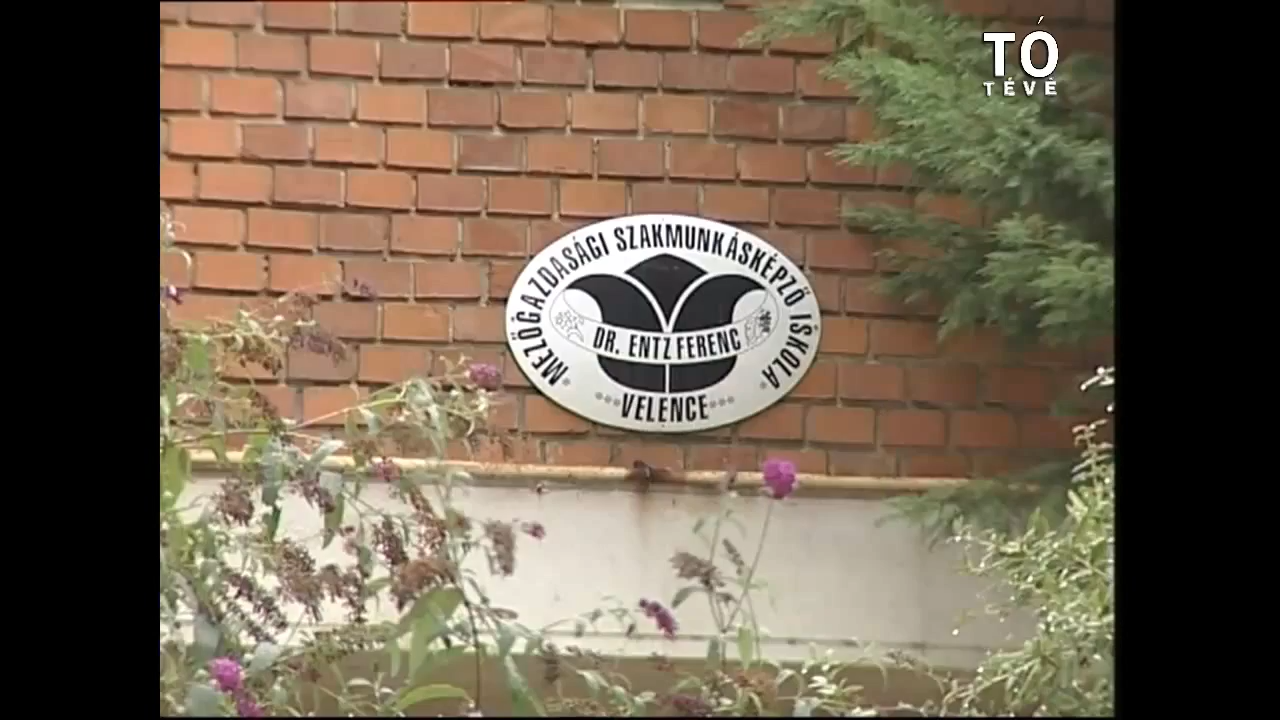 TÓ
TÉVÉ
MEZŐGAZDASÁGI SZAKMUNKÁSKÉPZŐ ISKOLA
DR. ENTZ FERENC
VELENCE